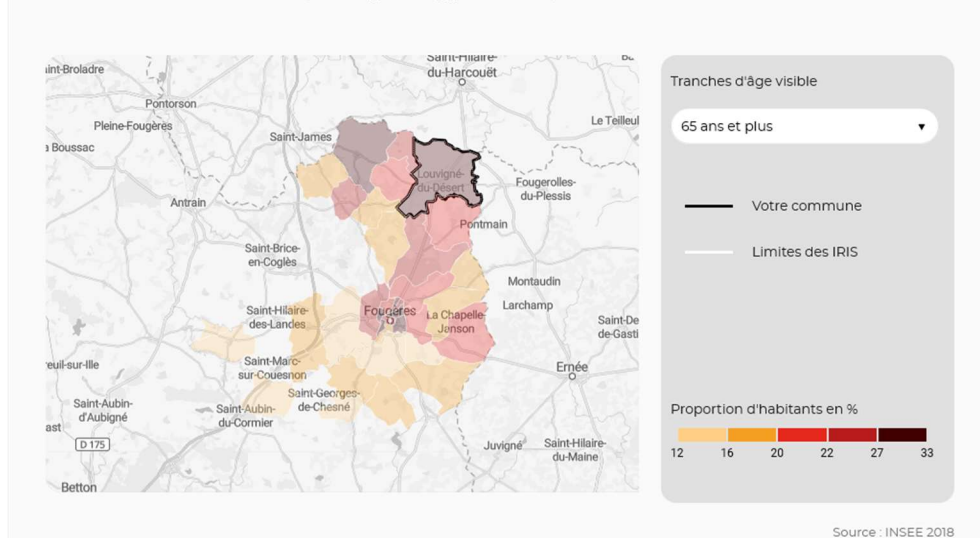 Saint-Hilaire-
du-Harcouët
int-Broladre
Pontorson
Pleine-Fougères
Saint-James
Le Teilleul
a Boussac
Louvigné-
du-Désert
Fougerolles-
du-Plessis
Antrain
Pontmain
Saint-Brice-
en-Coglès
Montaudin
Larchamp
Saint-Hilaire-
des-Landes
Fougères
La Chapelle-
Janson
Saint-De
de-Gasti
reuil-sur-Ille
Saint-Marc-
sur-Couesnon
Ernée
Saint-Aubin-
d'Aubigné
Saint-Aubin-
du-Cormier
Saint-Georges-
de-Chesné
ast
D 175
Juvigné
Saint-Hilaire-
du-Maine
Betton
Tranches d'âge visible
65 ans et plus
Votre commune
Limites des IRIS
Proportion d'habitants en %
12 16 20 22 27 33
Source : INSEE 2018